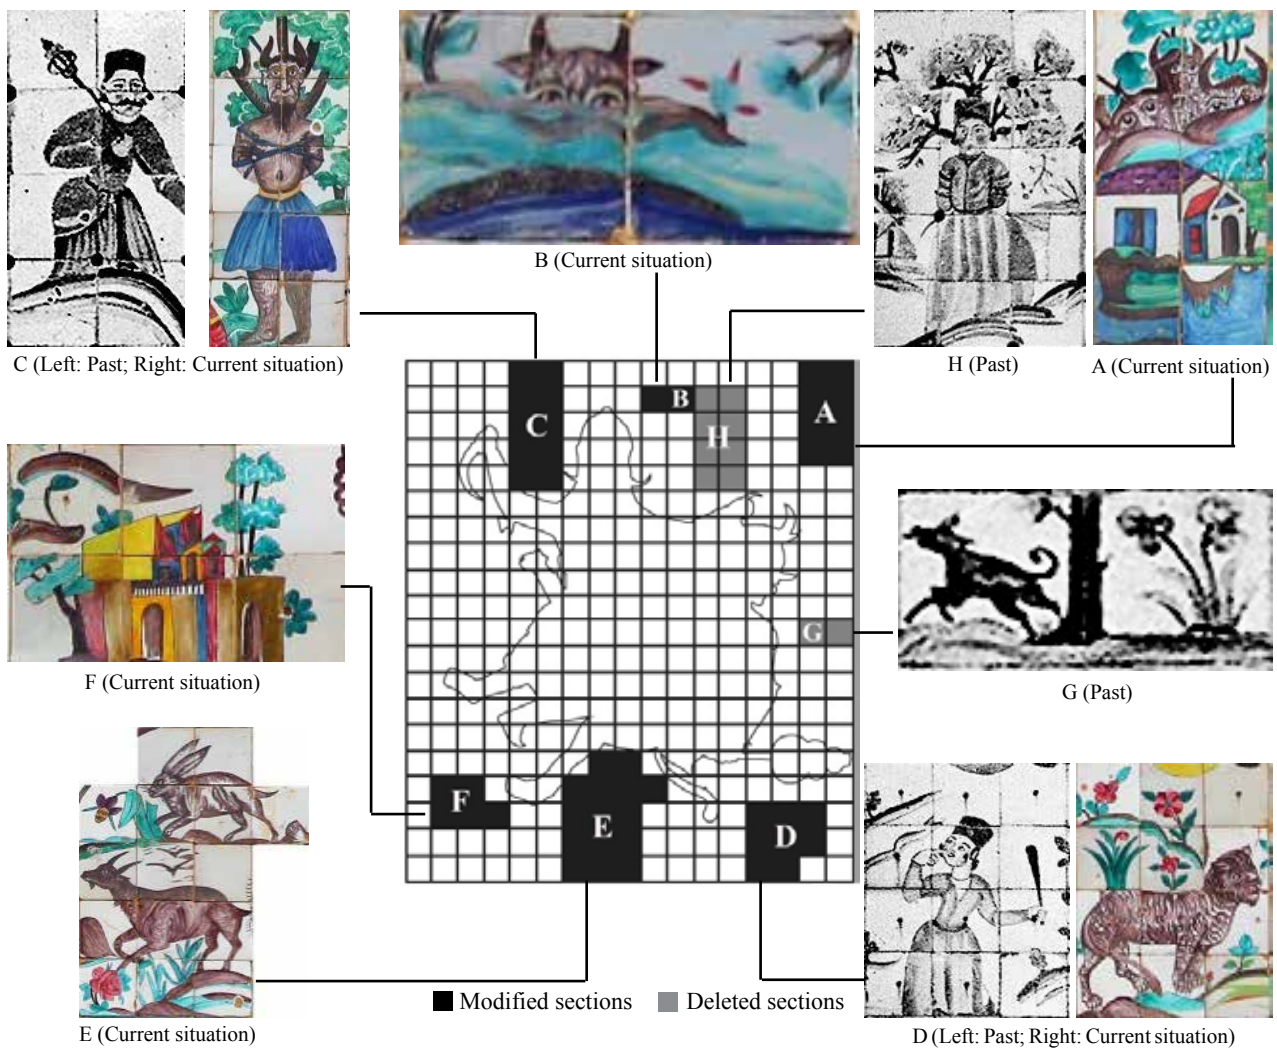 B (Current situation)
C (Left: Past; Right: Current situation)
H (Past)
A (Current situation)
B
A
C
H
G
F (Current situation)
G (Past)
F
E
D
Modified sections
Deleted sections
E (Current situation)
D (Left: Past; Right: Current situation)